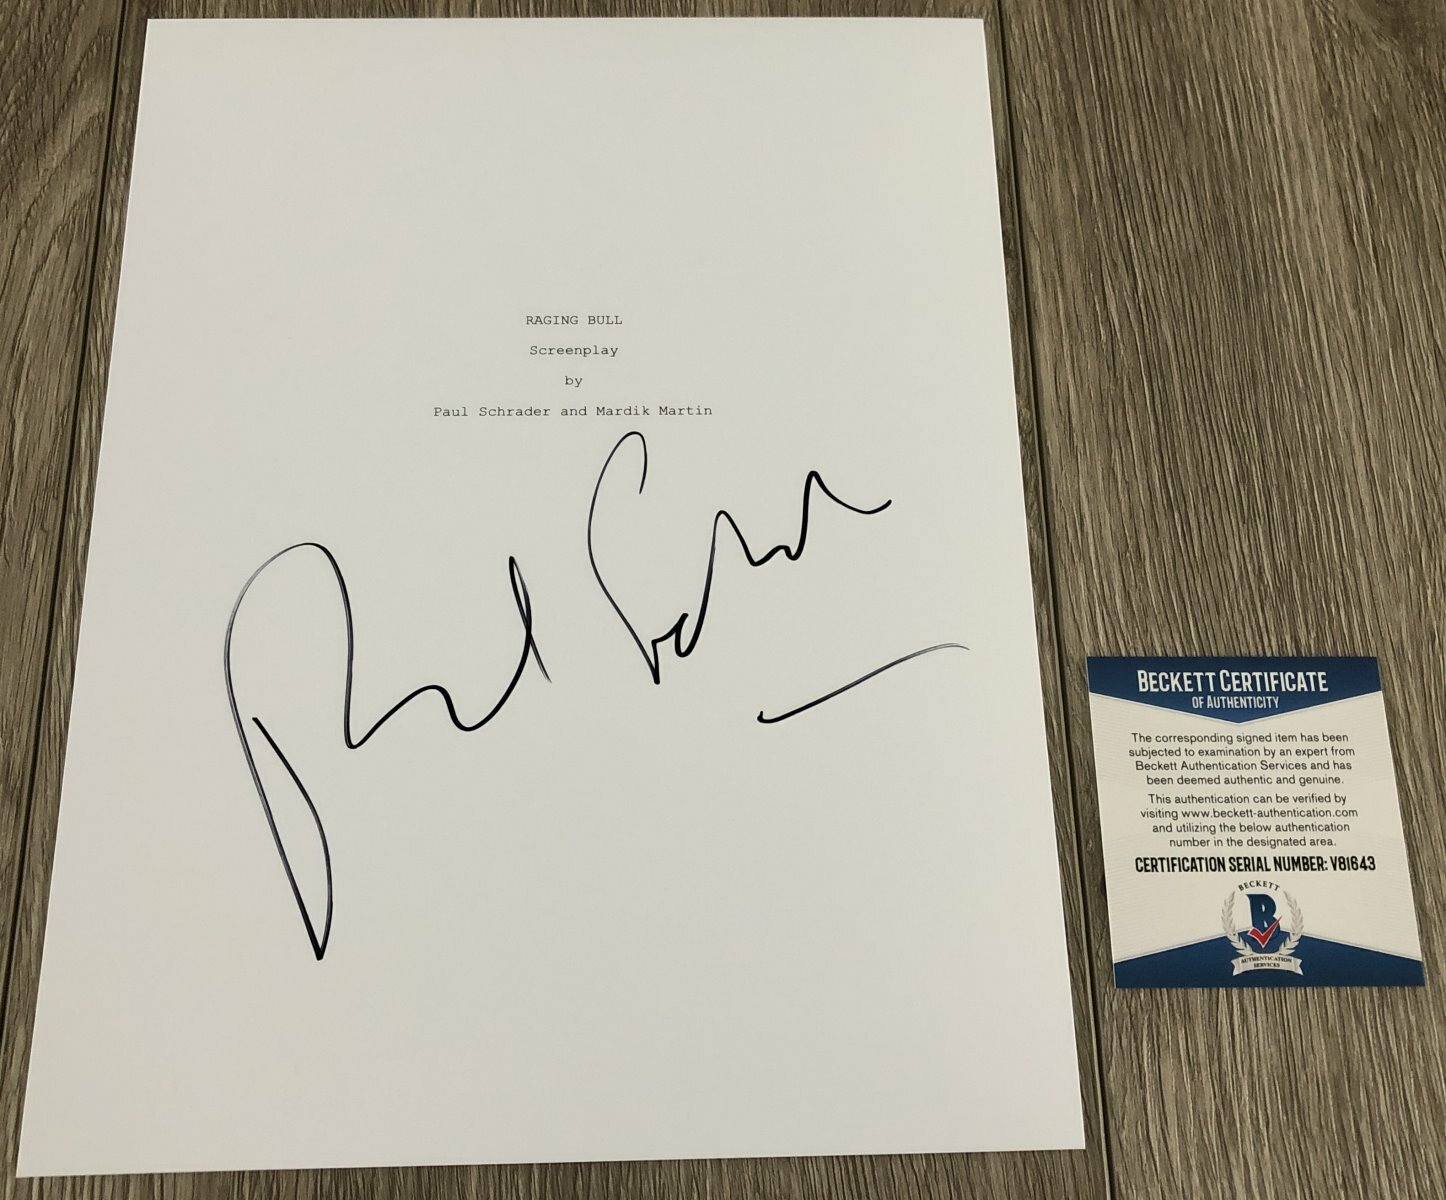 RAGING BULL
Screenplay
by
Paul Schrader and Mardik Martin
BECKETT CERTIFICATE
OF AUTHENTICITY
The corresponding signed item has been
subjected to examination by an expert from
Beckett Authentication Services and has
been deemed authentic and genuine.
This authentication can be verified by
visiting www.beckett-authentication.com
and utilizing the below authentication
number in the designated area.
CERTIFICATION SERIAL NUMBER: V81643
BECKETT
B
AUTHENTICATION
SERVICES